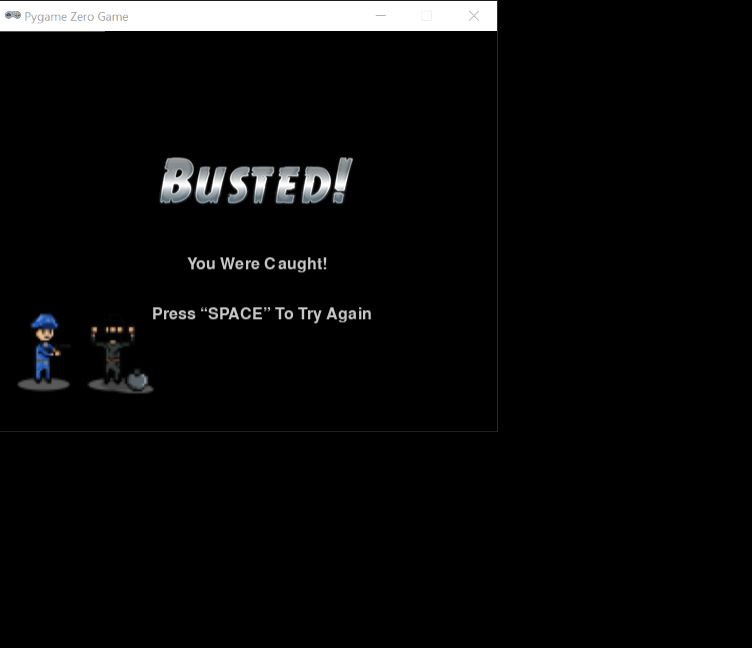 Pygame Zero Game
BUSTED!
You Were Caught!
Press “SPACE” To Try Again